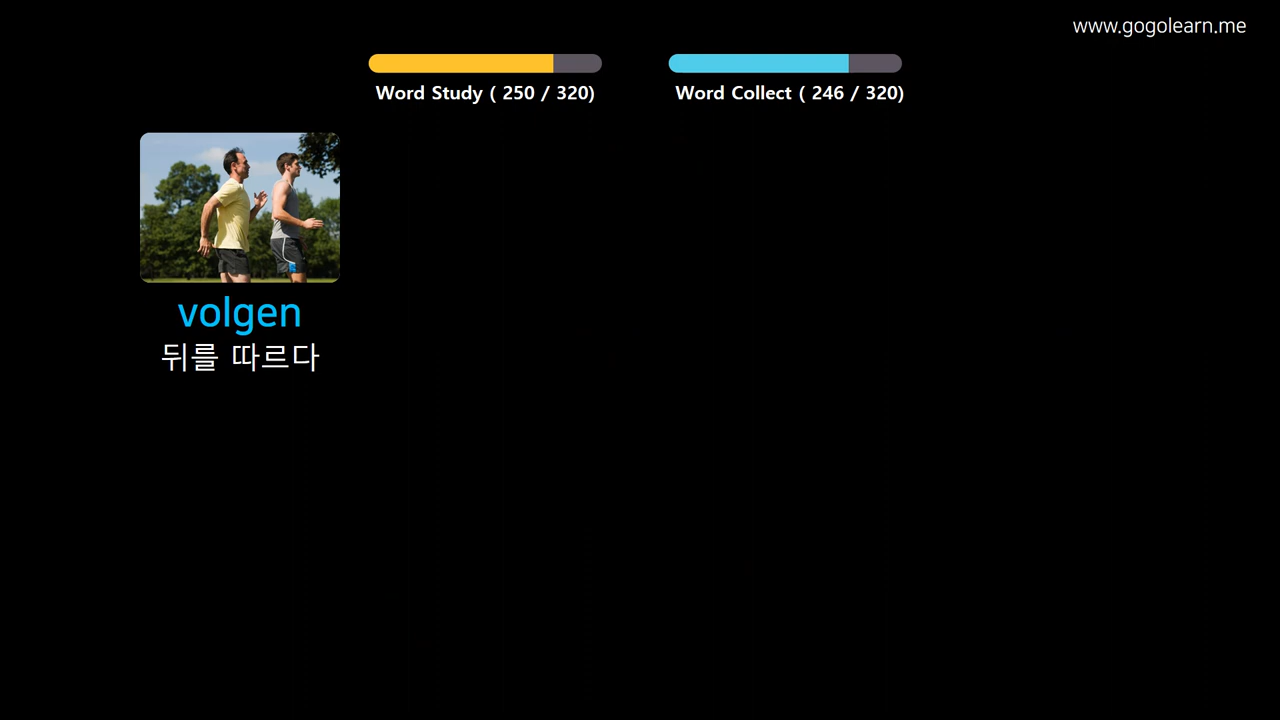 www.gogolearn.me
Word Study ( 250 / 320)
Word Collect ( 246 / 320)
volgen
뒤를 따르다